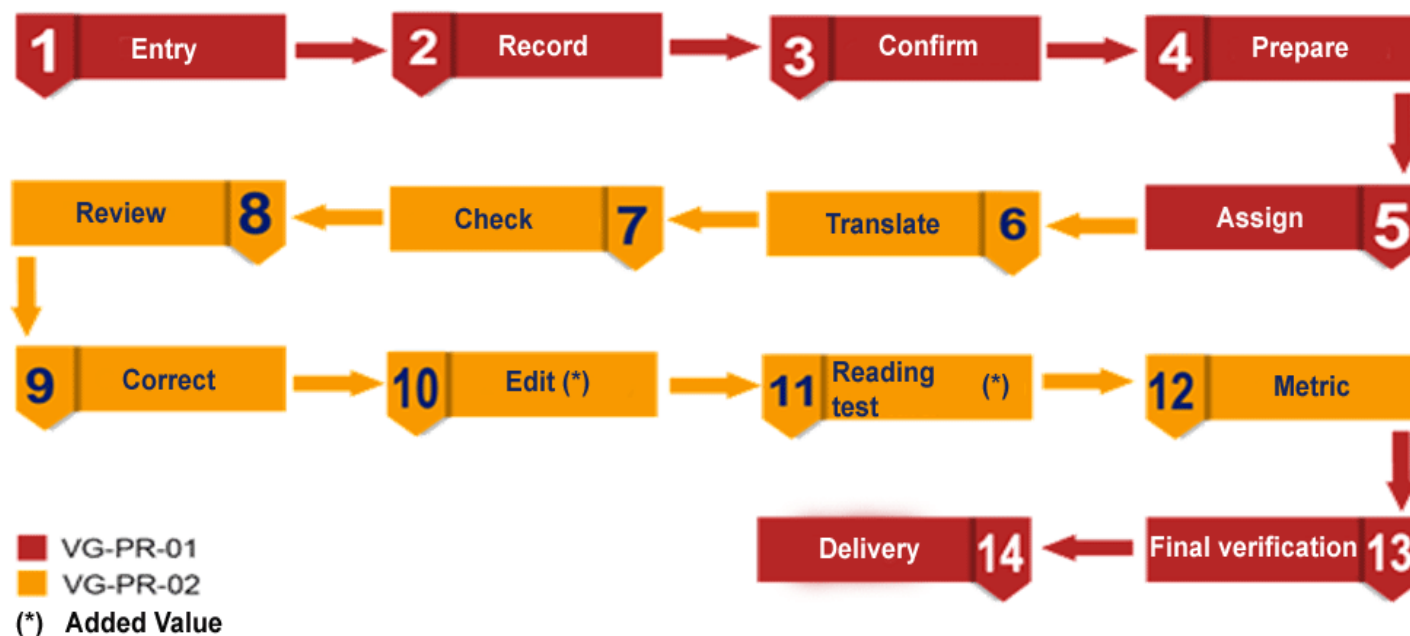 1 Entry
2 Record
3 Confirm
4 Prepare
Assign 5
Translate 6
Check 7
Review 8
9 Correct
10 Edit (*)
11 Reading (*)
test
12 Metric
Final verification 13
Delivery 14
VG-PR-01
VG-PR-02
(*) Added Value